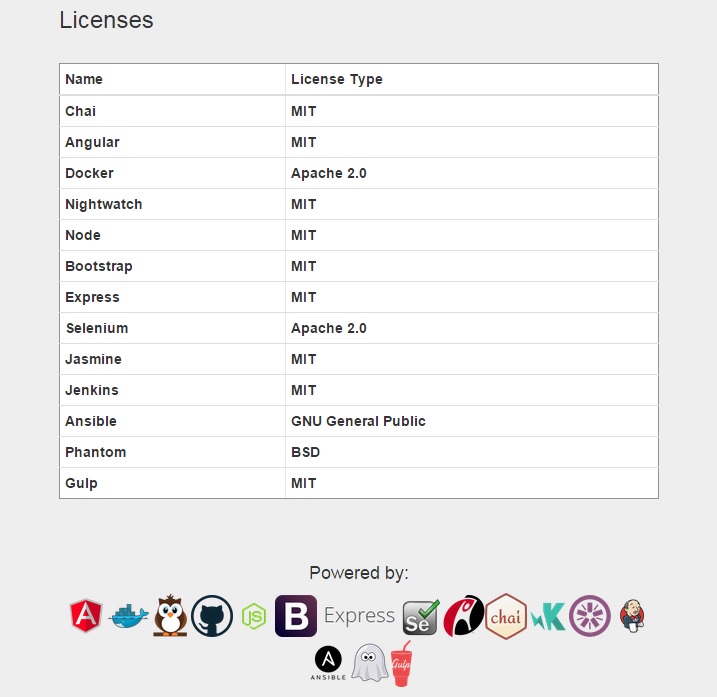 Licenses
Name License Type
Chai MIT
Angular MIT
Docker Apache 2.0
Nightwatch MIT
Node MIT
Bootstrap MIT
Express MIT
Selenium Apache 2.0
Jasmine MIT
Jenkins MIT
Ansible GNU General Public
Phantom BSD
Gulp MIT
Powered by:
A JS B Express Se chai K
A ANSIBLE Gulp